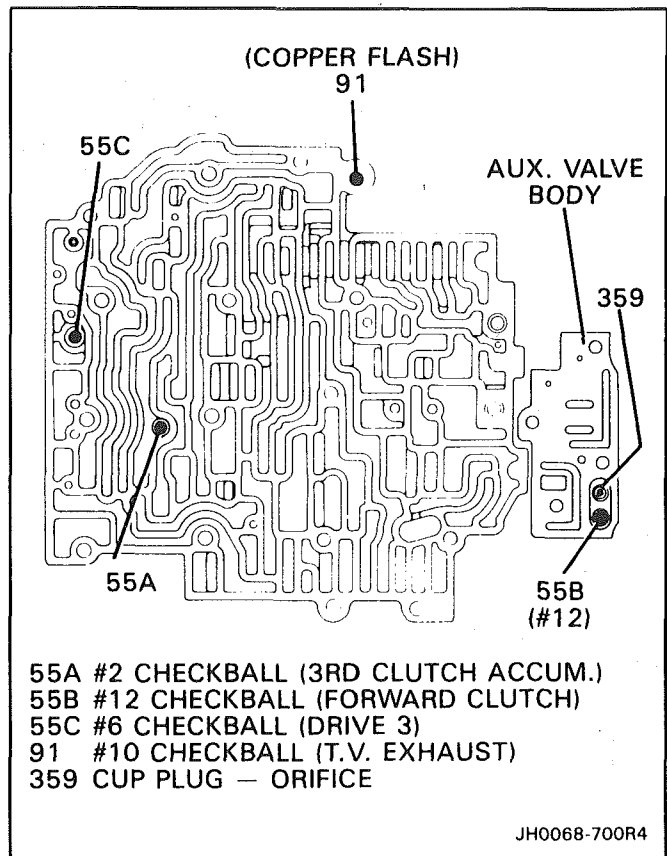 (COPPER FLASH)
91
55C
AUX. VALVE
BODY
359
55A
55B
(#12)
55A #2 CHECKBALL (3RD CLUTCH ACCUM.)
55B #12 CHECKBALL (FORWARD CLUTCH)
55C #6 CHECKBALL (DRIVE 3)
91 #10 CHECKBALL (T.V. EXHAUST)
359 CUP PLUG — ORIFICE
JH0068-700R4